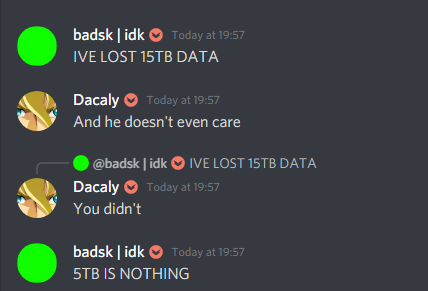 badsk | idk Today at 19:57
IVE LOST 15TB DATA
Dacaly Today at 19:57
And he doesn't even care
@badsk | idk IVE LOST 15TB DATA
Dacaly Today at 19:57
You didn't
badsk | idk Today at 19:57
5TB IS NOTHING